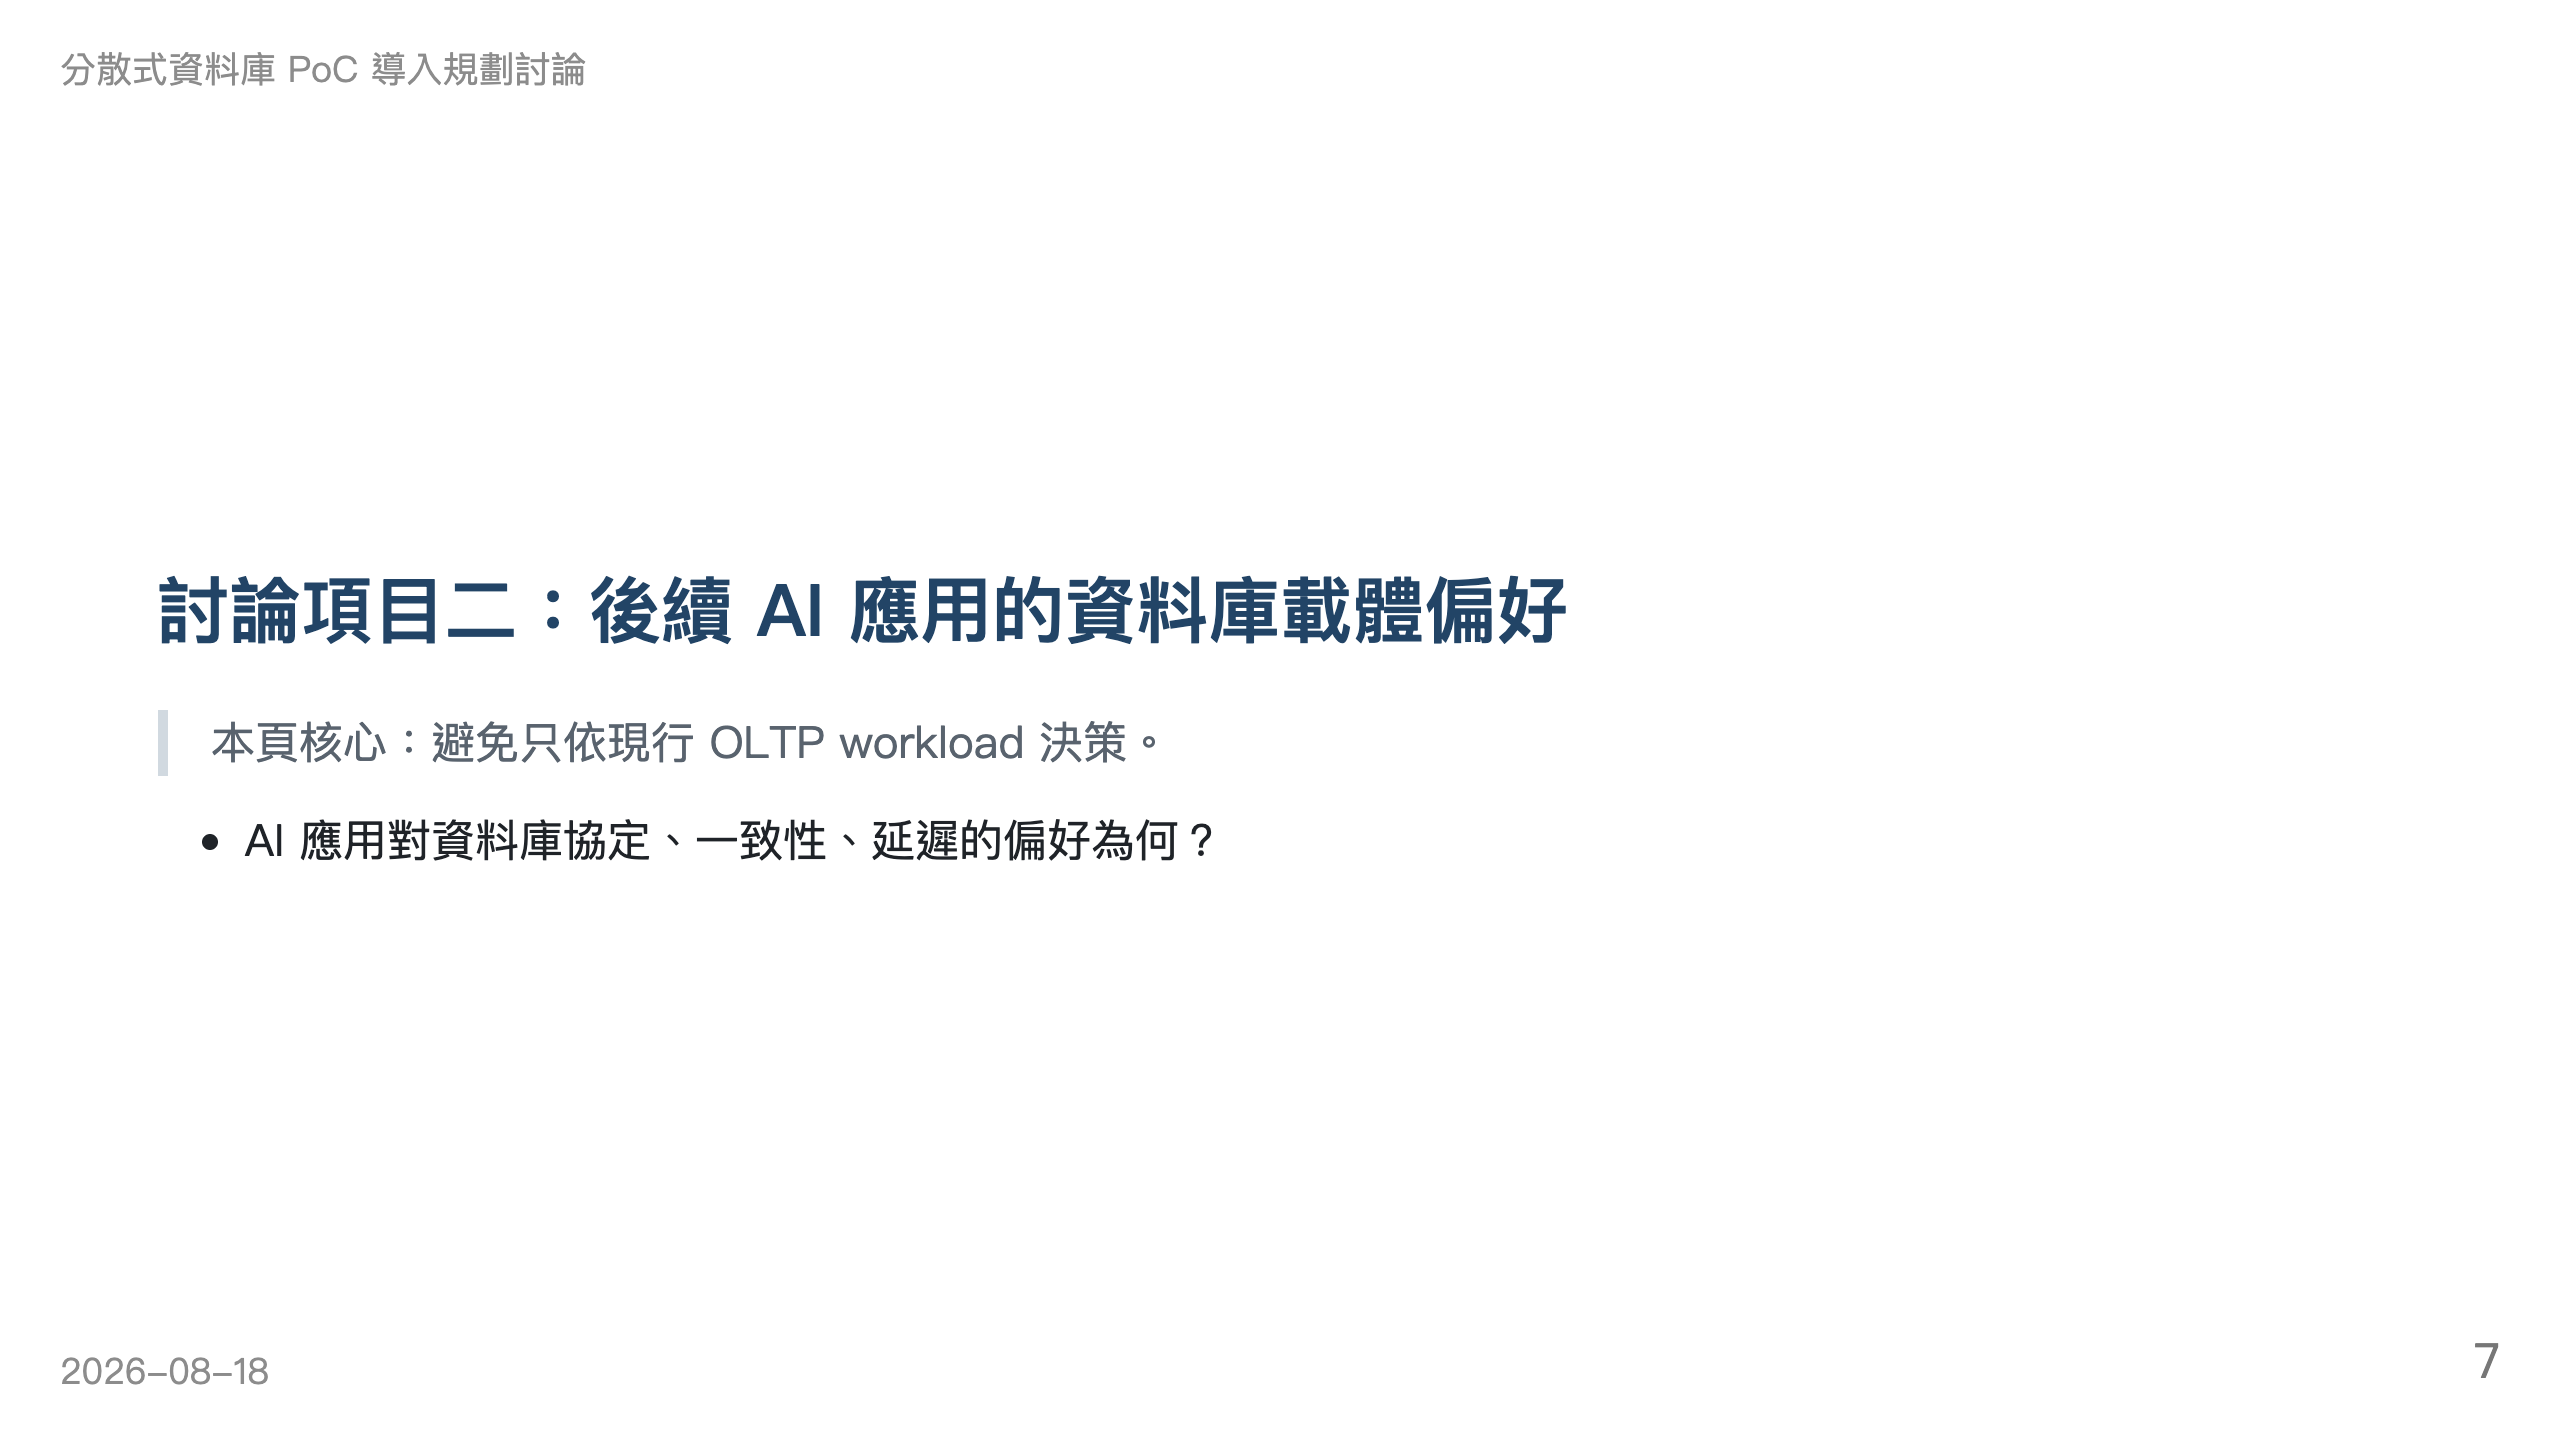 分散式資料庫 PoC 導入規劃討論
討論項目二：後續 AI 應用的資料庫載體偏好
本頁核心：避免只依現行 OLTP workload 決策。
• AI 應用對資料庫協定、一致性、延遲的偏好為何？
2026-08-18
7